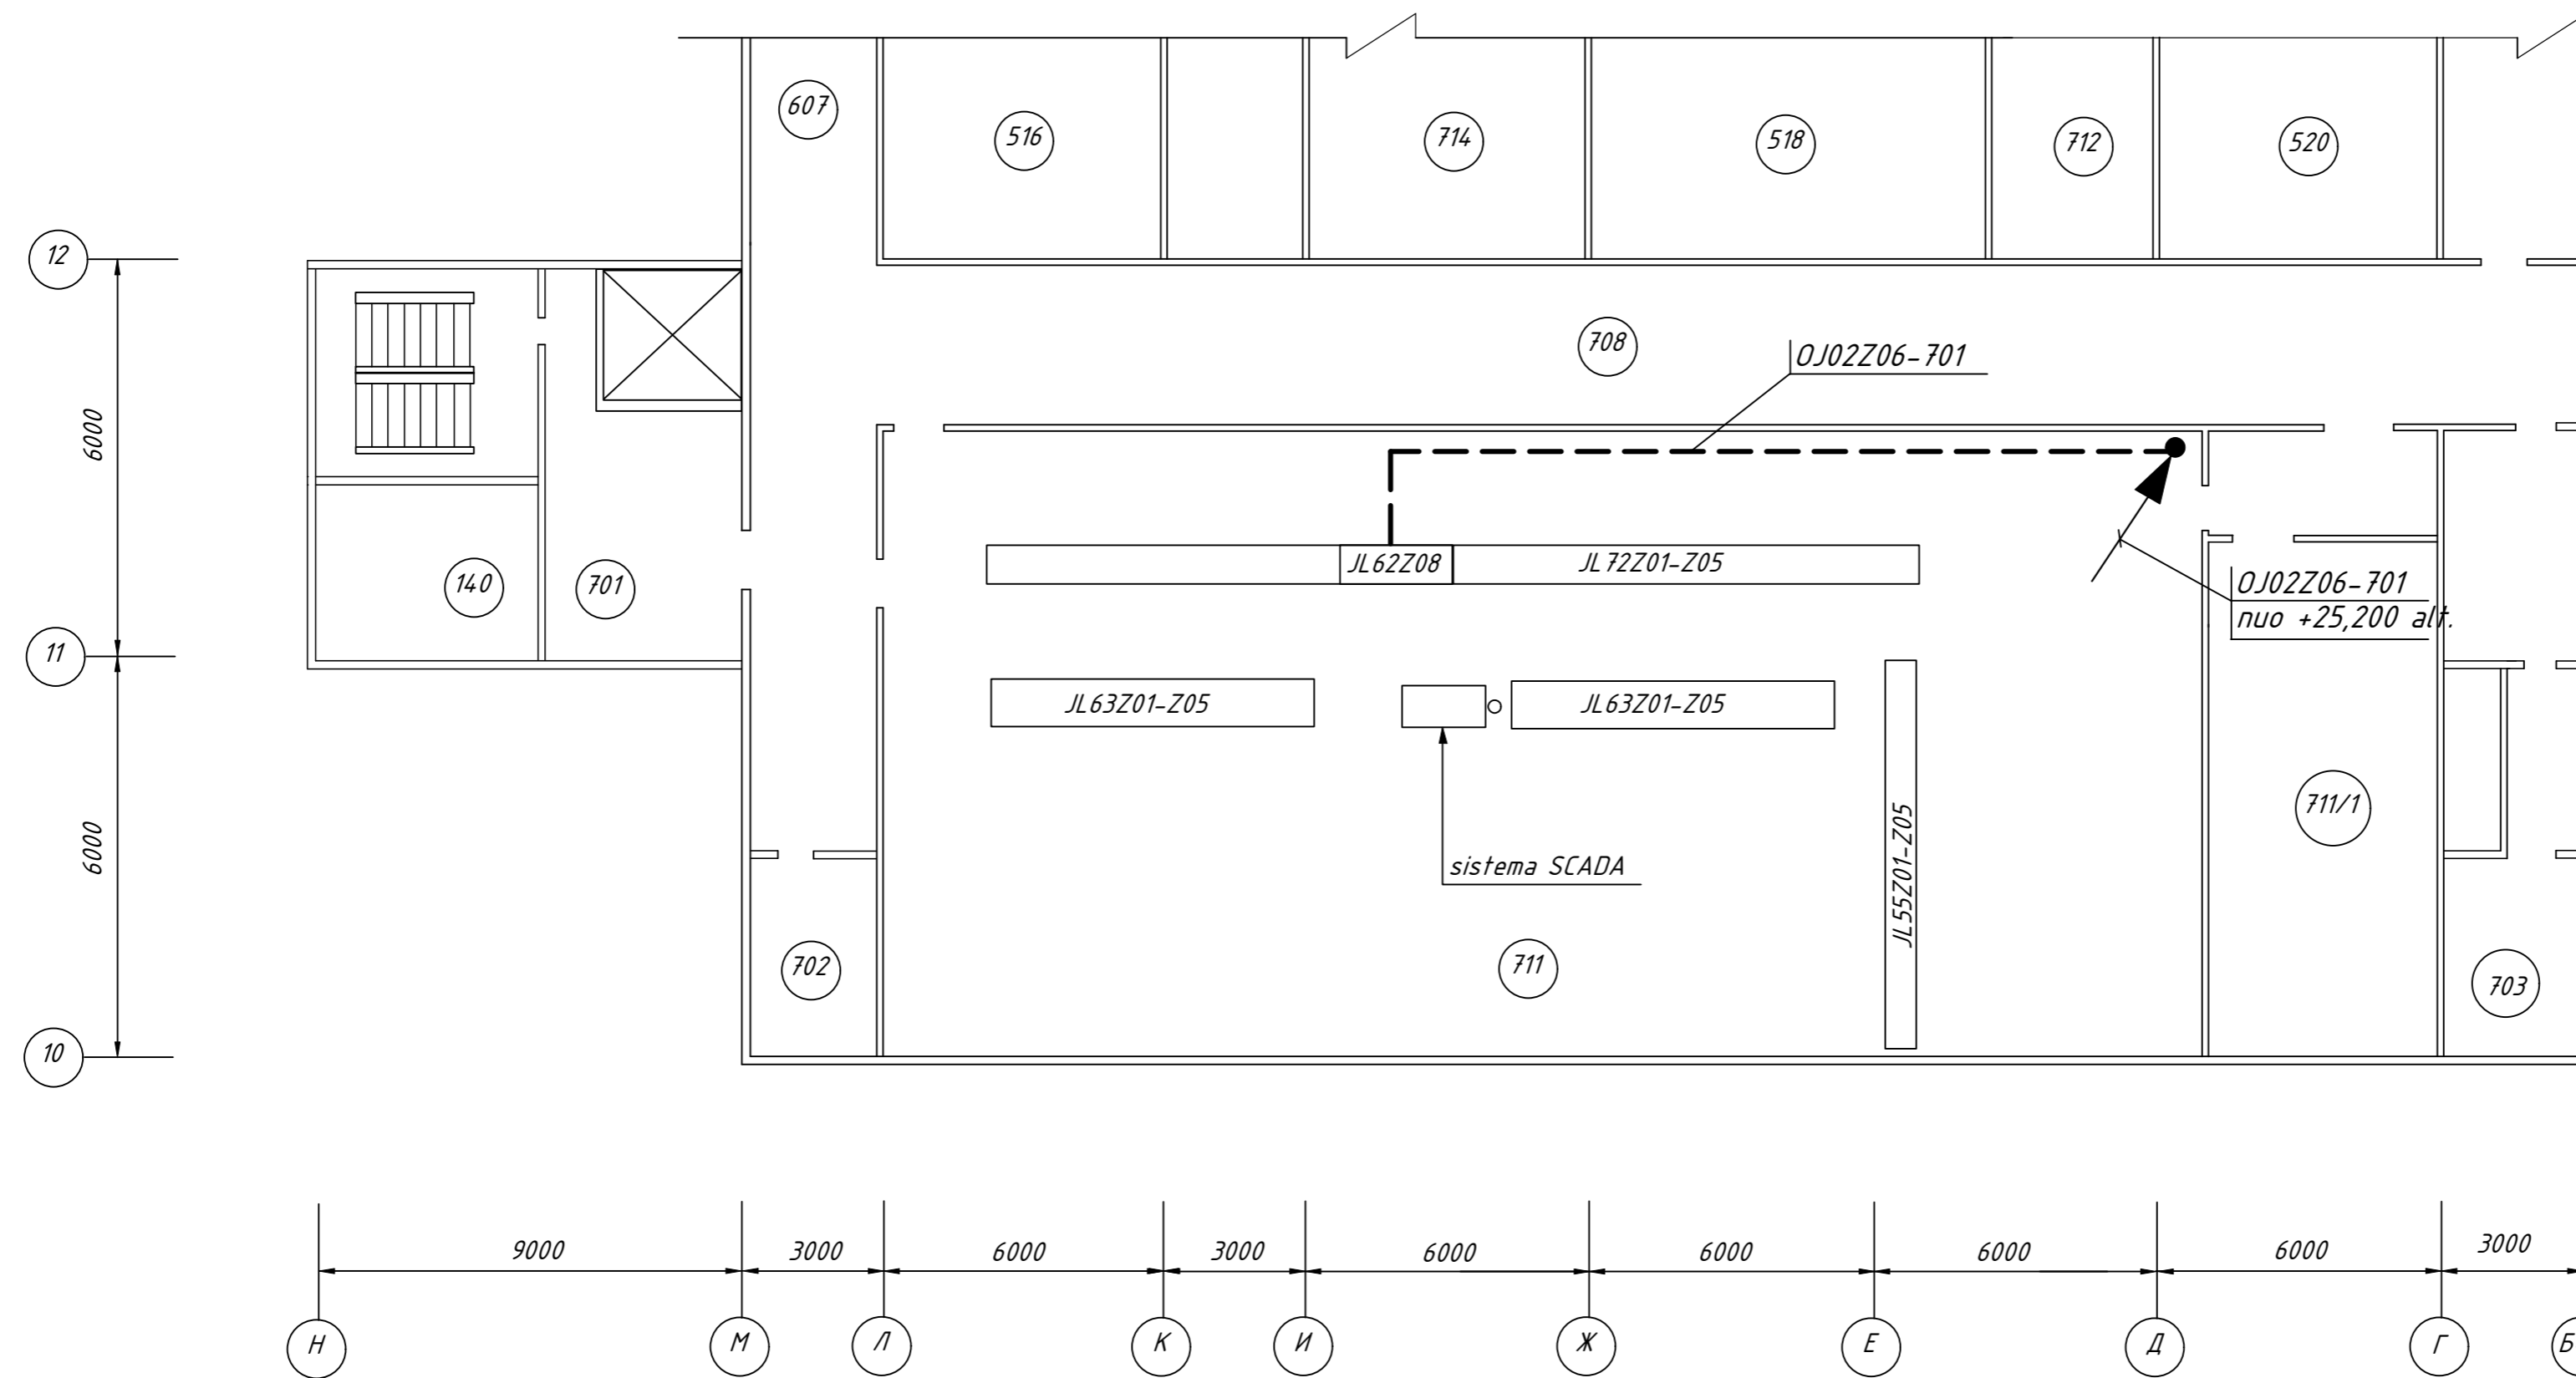 607
516
714
518
712
520
12
708
OJ02Z06-701
6000
JL62Z08
JL72Z01-Z05
140
701
OJ02Z06-701
nuo +25,200 alt.
11
JL63Z01-Z05
JL63Z01-Z05
6000
711/1
sistema SCADA
JL55Z01-Z05
702
711
703
10
9000
3000
6000
3000
6000
6000
6000
6000
3000
Н
М
Л
К
И
Ж
Е
Д
Г
Б